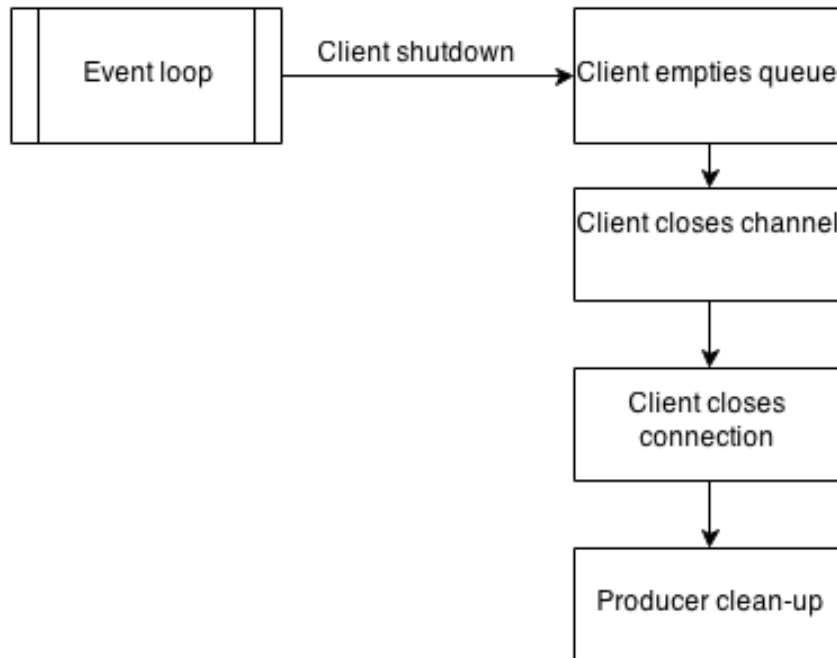 Event loop
Client shutdown
Client empties queue
Client closes channel
Client closes
connection
Producer clean-up